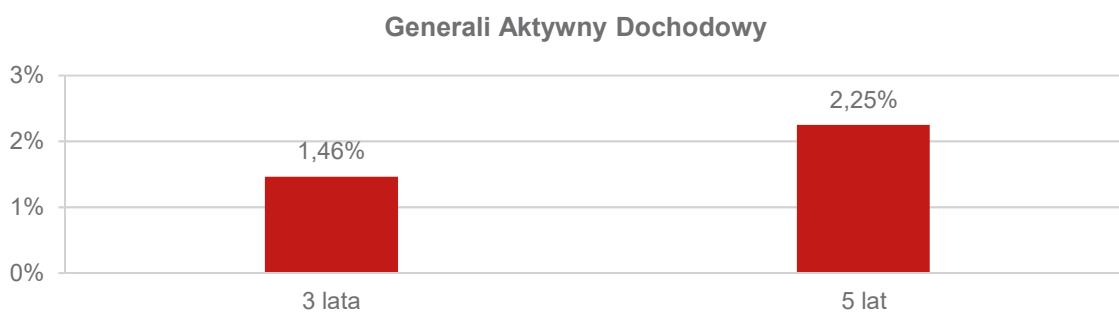 Generali Aktywny Dochodowy
3%
2,25%
2%
1,46%
1%
0%
3 lata
5 lat